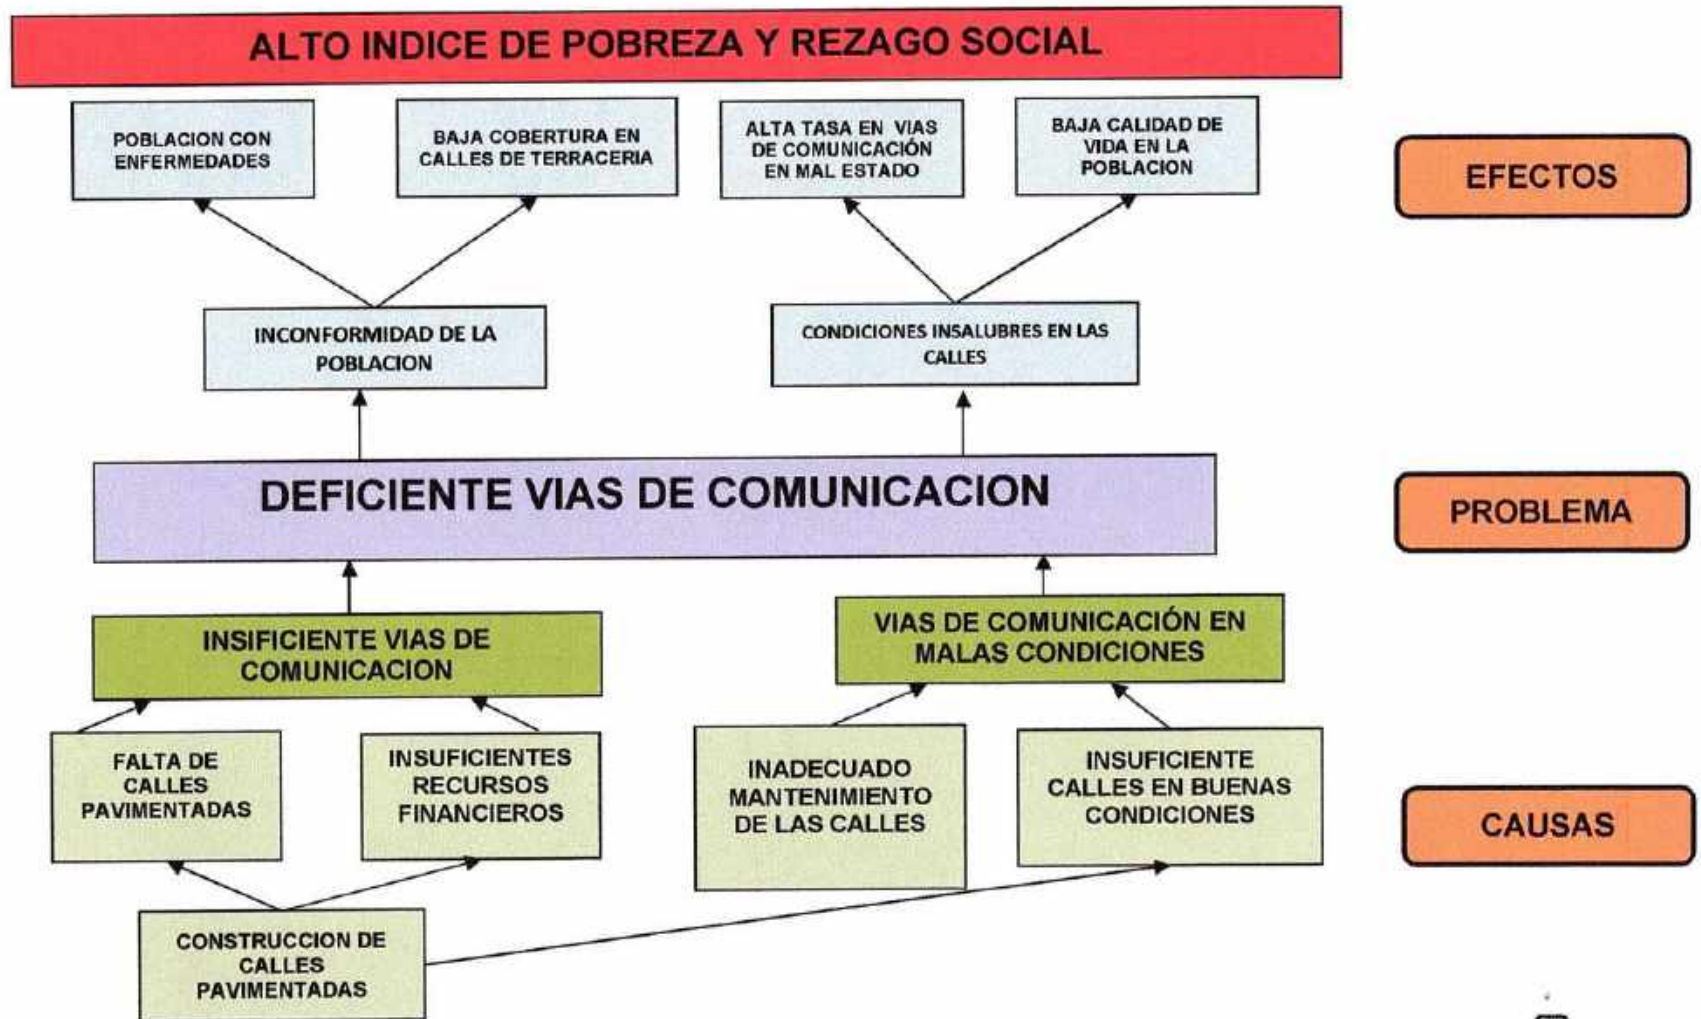 ALTO INDICE DE POBREZA Y REZAGO SOCIAL
POBLACION CON
ENFERMEDADES
BAJA COBERTURA EN
CALLES DE TERRACERIA
ALTA TASA EN VIAS
DE COMUNICACIÓN
EN MAL ESTADO
BAJA CALIDAD DE
VIDA EN LA
POBLACION
EFECTOS
INCONFORMIDAD DE LA
POBLACION
CONDICIONES INSALUBRES EN LAS
CALLES
DEFICIENTE VIAS DE COMUNICACION
PROBLEMA
INSIFICIENTE VIAS DE
COMUNICACION
VIAS DE COMUNICACIÓN EN
MALAS CONDICIONES
FALTA DE
CALLES
PAVIMENTADAS
INSUFICIENTES
RECURSOS
FINANCIEROS
INADECUADO
MANTENIMIENTO
DE LAS CALLES
INSUFICIENTE
CALLES EN BUENAS
CONDICIONES
CAUSAS
CONSTRUCCION DE
CALLES
PAVIMENTADAS